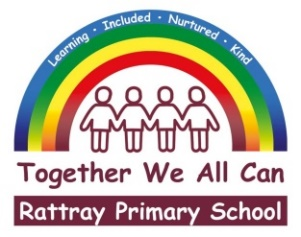 Learning · Included · Nurtured · Kind
Together We All Can
Rattray Primary School